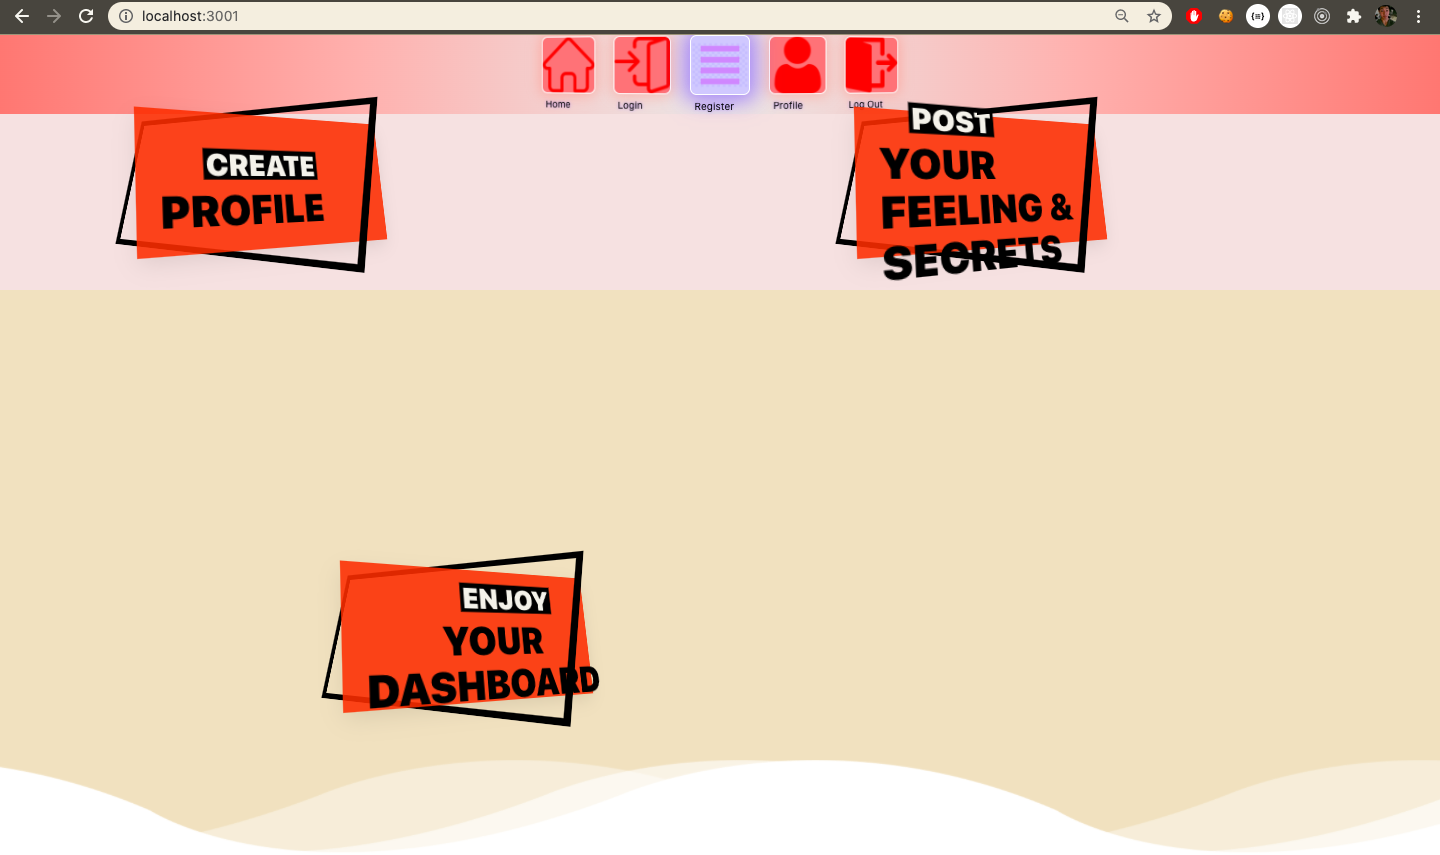 localhost:3001
Home
Login
Register
Profile
Log Out
CREATE
PROFILE
POST
YOUR
FEELING &
SECRETS
ENJOY
YOUR
DASHBOARD